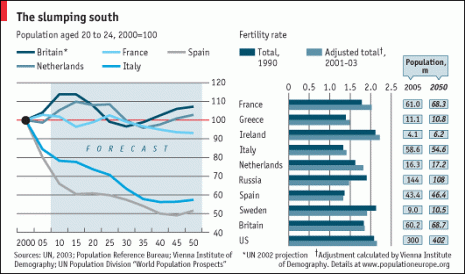 The slumping south
Population aged 20 to 24, 2000=100
Britain* France Spain
Netherlands Italy
120
110
100
90
80
70
60
50
40
FORECAST
2000 05 10 15 20 25 30 35 40 45 50
Fertility rate
Total, 1990
Adjusted total†, 2001-03
Population, m
0 0.5 1.0 1.5 2.0 2.5 2005 2050
France 61.0 68.3
Greece 11.1 10.8
Ireland 4.1 6.2
Italy 58.6 54.6
Netherlands 16.3 17.2
Russia 144 108
Spain 43.4 46.4
Sweden 9.0 10.5
Britain 60.2 68.7
US 300 402
Sources: UN, 2003; Population Reference Bureau; Vienna Institute of
Demography; UN Population Division "World Population Prospects"
*UN 2002 projection †Adjustment calculated by Vienna Institute
of Demography. Details at www.populationeurope.org